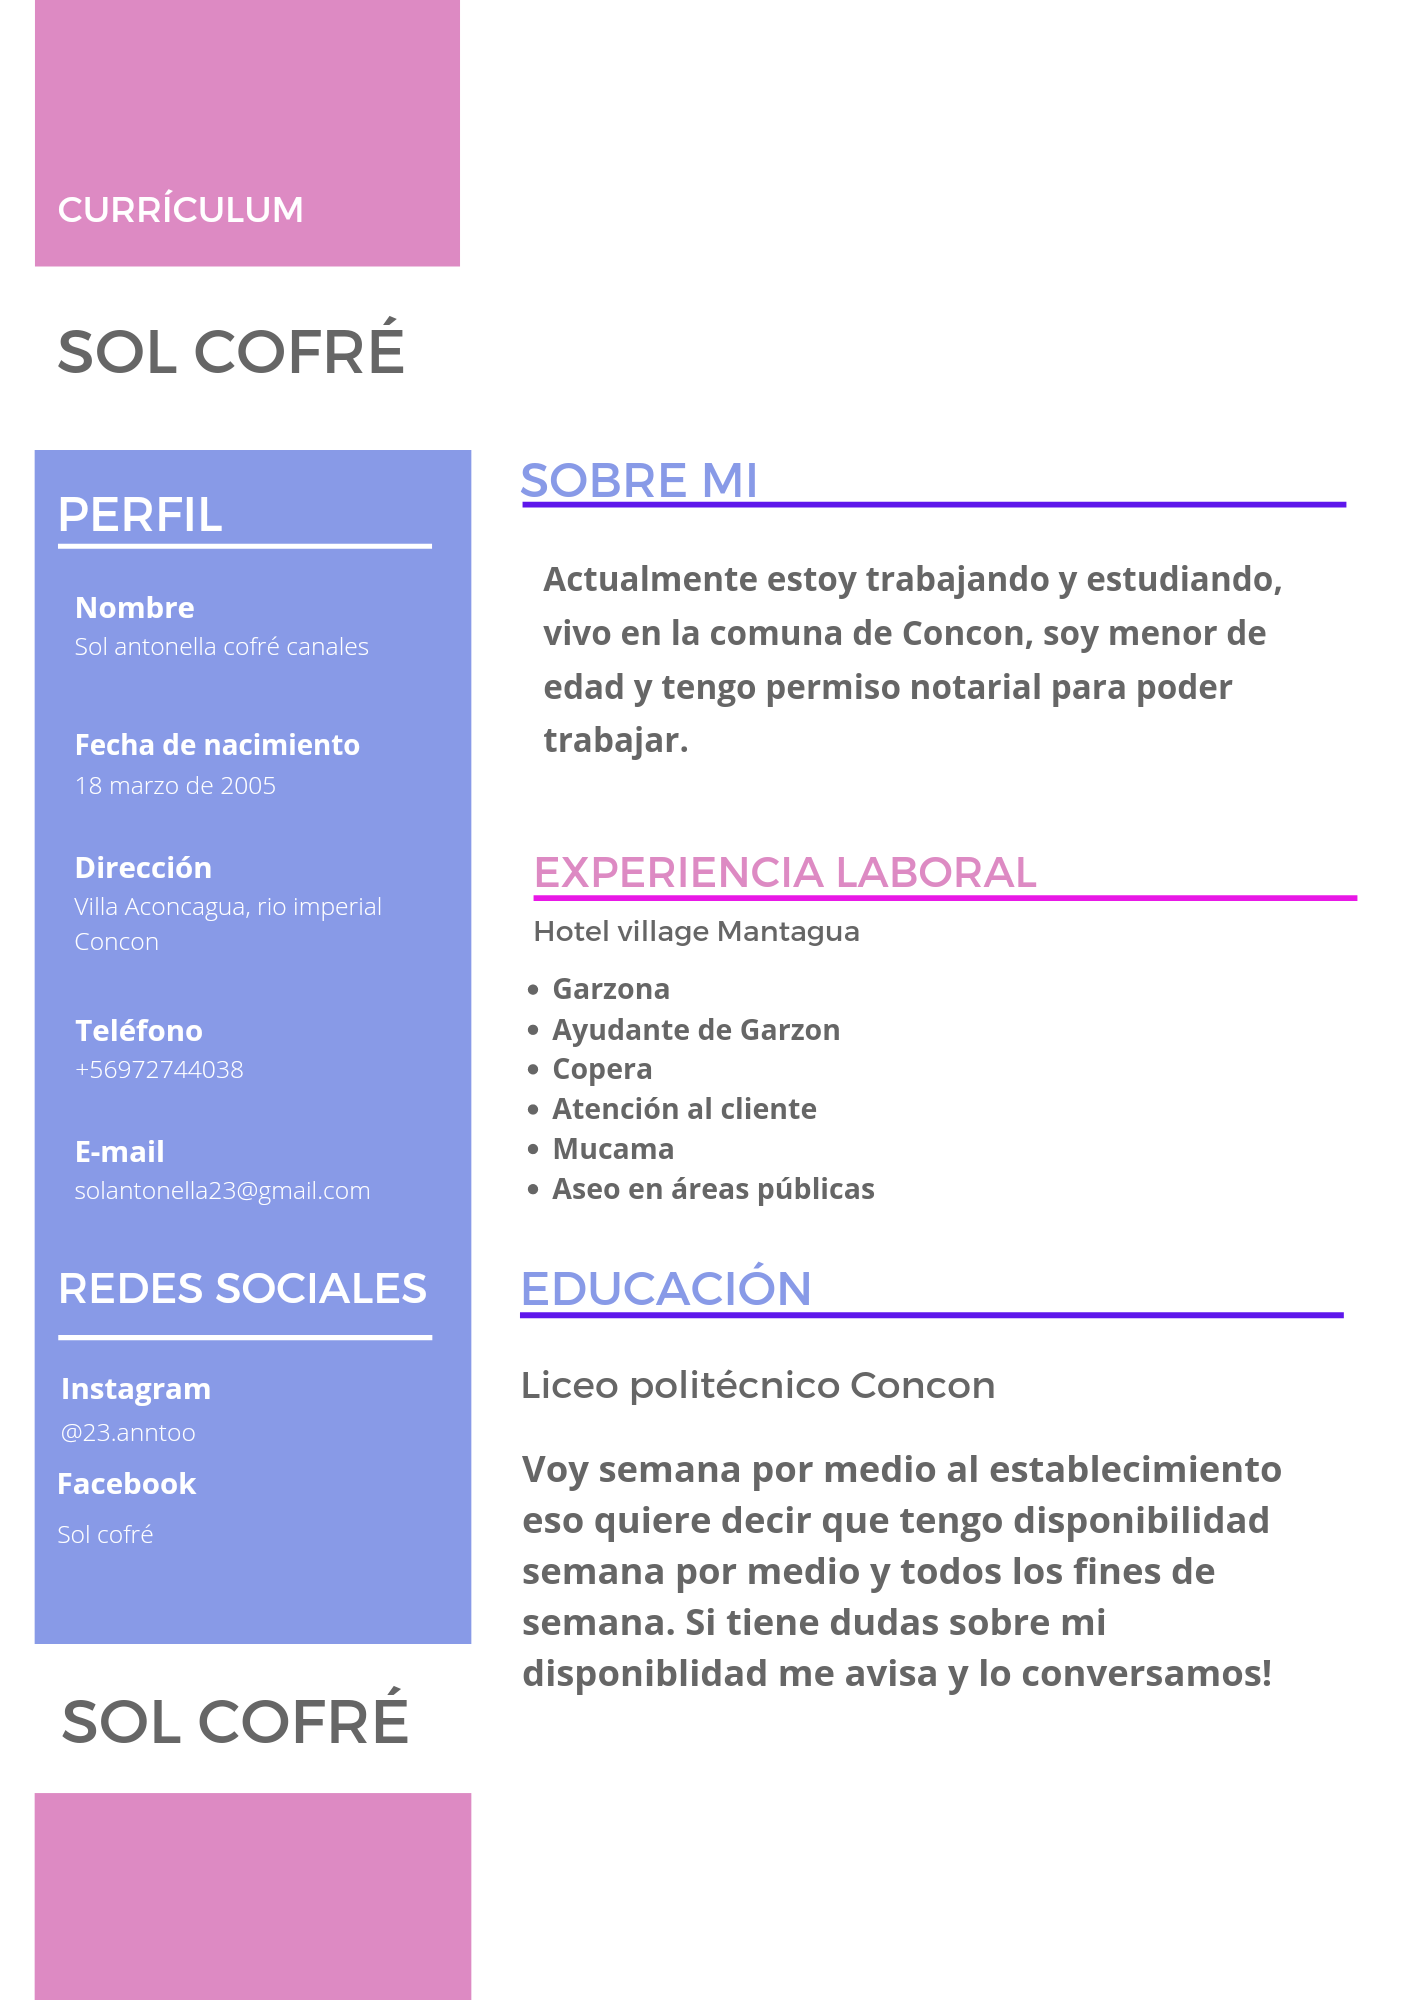 CURRÍCULUM
SOL COFRÉ
PERFIL
Nombre
Sol antonella cofré canales
Fecha de nacimiento
18 marzo de 2005
Dirección
Villa Aconcagua, rio imperial
Concon
Teléfono
+56972744038
E-mail
solantonella23@gmail.com
REDES SOCIALES
Instagram
@23.anntoo
Facebook
Sol cofré
SOL COFRÉ
SOBRE MI
Actualmente estoy trabajando y estudiando,
vivo en la comuna de Concon, soy menor de
edad y tengo permiso notarial para poder
trabajar.
EXPERIENCIA LABORAL
Hotel village Mantagua
• Garzona
• Ayudante de Garzon
• Copera
• Atención al cliente
• Mucama
• Aseo en áreas públicas
EDUCACIÓN
Liceo politécnico Concon
Voy semana por medio al establecimiento
eso quiere decir que tengo disponibilidad
semana por medio y todos los fines de
semana. Si tiene dudas sobre mi
disponiblidad me avisa y lo conversamos!